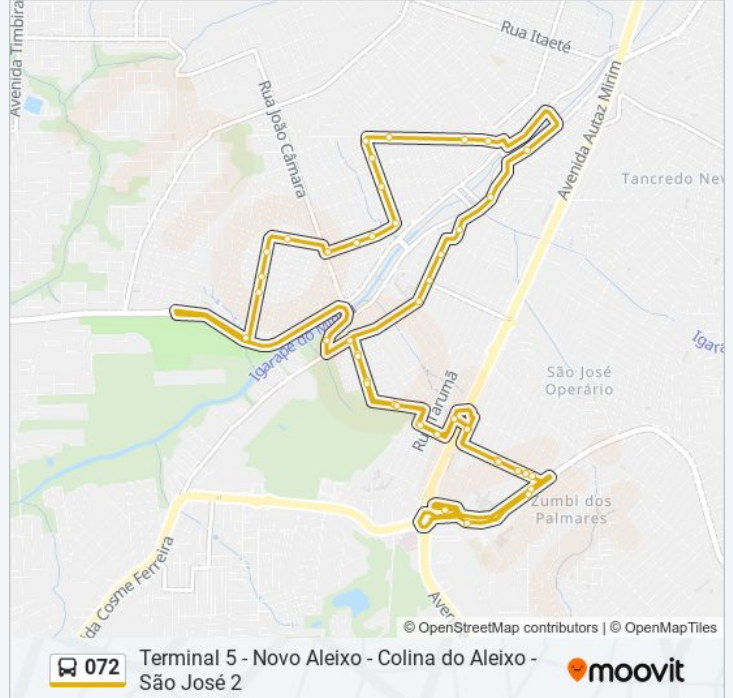 Avenida Timbira
Rua Itaeté
Rua João Câmara
Avenida Autaz Mirim
Tancredo Nev
Igarapé do Min
Igara
São José
Operário
Rua Tarumã
Zumbi dos
Palmares
da Cosme Ferreira
Aven
© OpenStreetMap contributors | © OpenMapTiles
072
Terminal 5 - Novo Aleixo - Colina do Aleixo -
São José 2
moovit